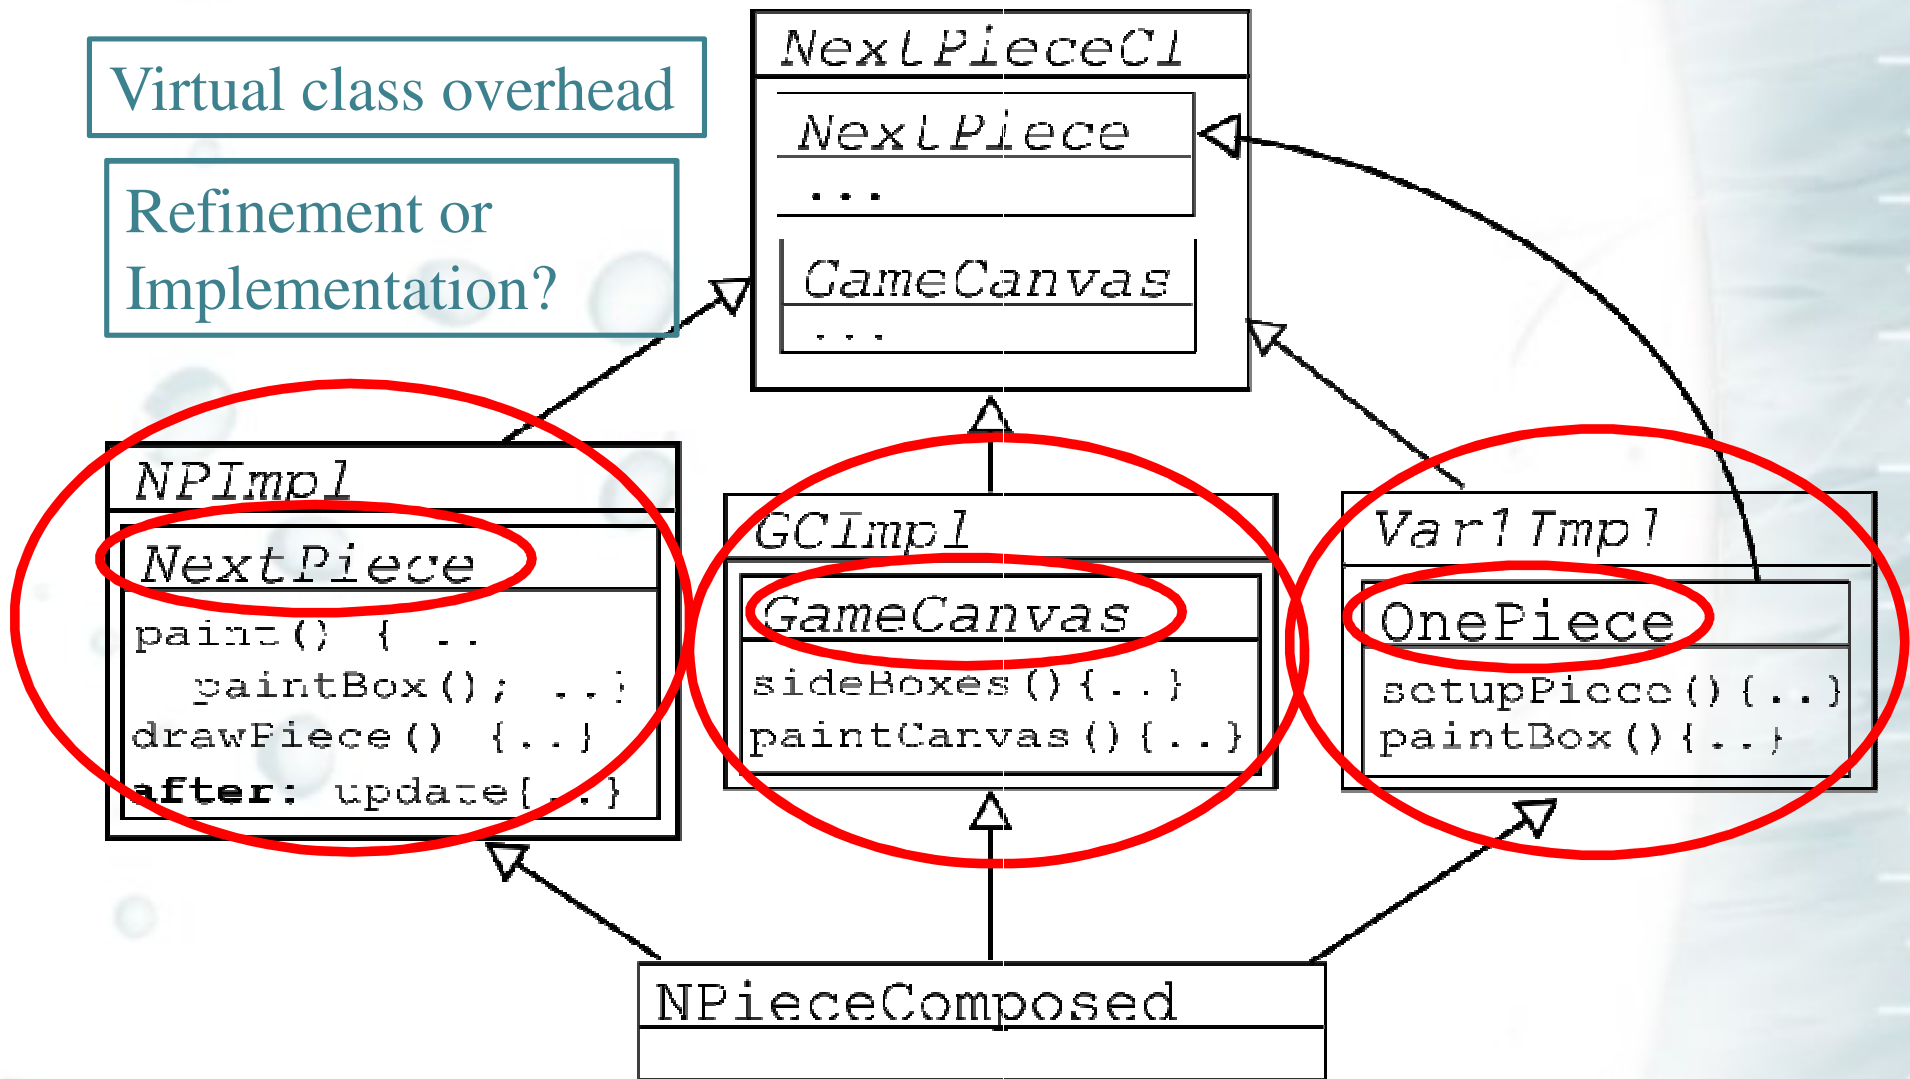 Virtual class overhead
Refinement or
Implementation?
NextPieceCI
NextPiece
...
GameCanvas
...
NPImpl
NextPiece
paint() { ..
paintBox(); ..}
drawPiece() {..}
after: update{..}
GCImpl
GameCanvas
sideBoxes(){..}
paintCanvas(){..}
Var1Impl
OnePiece
setupPiece(){..}
paintBox(){..}
NPieceComposed